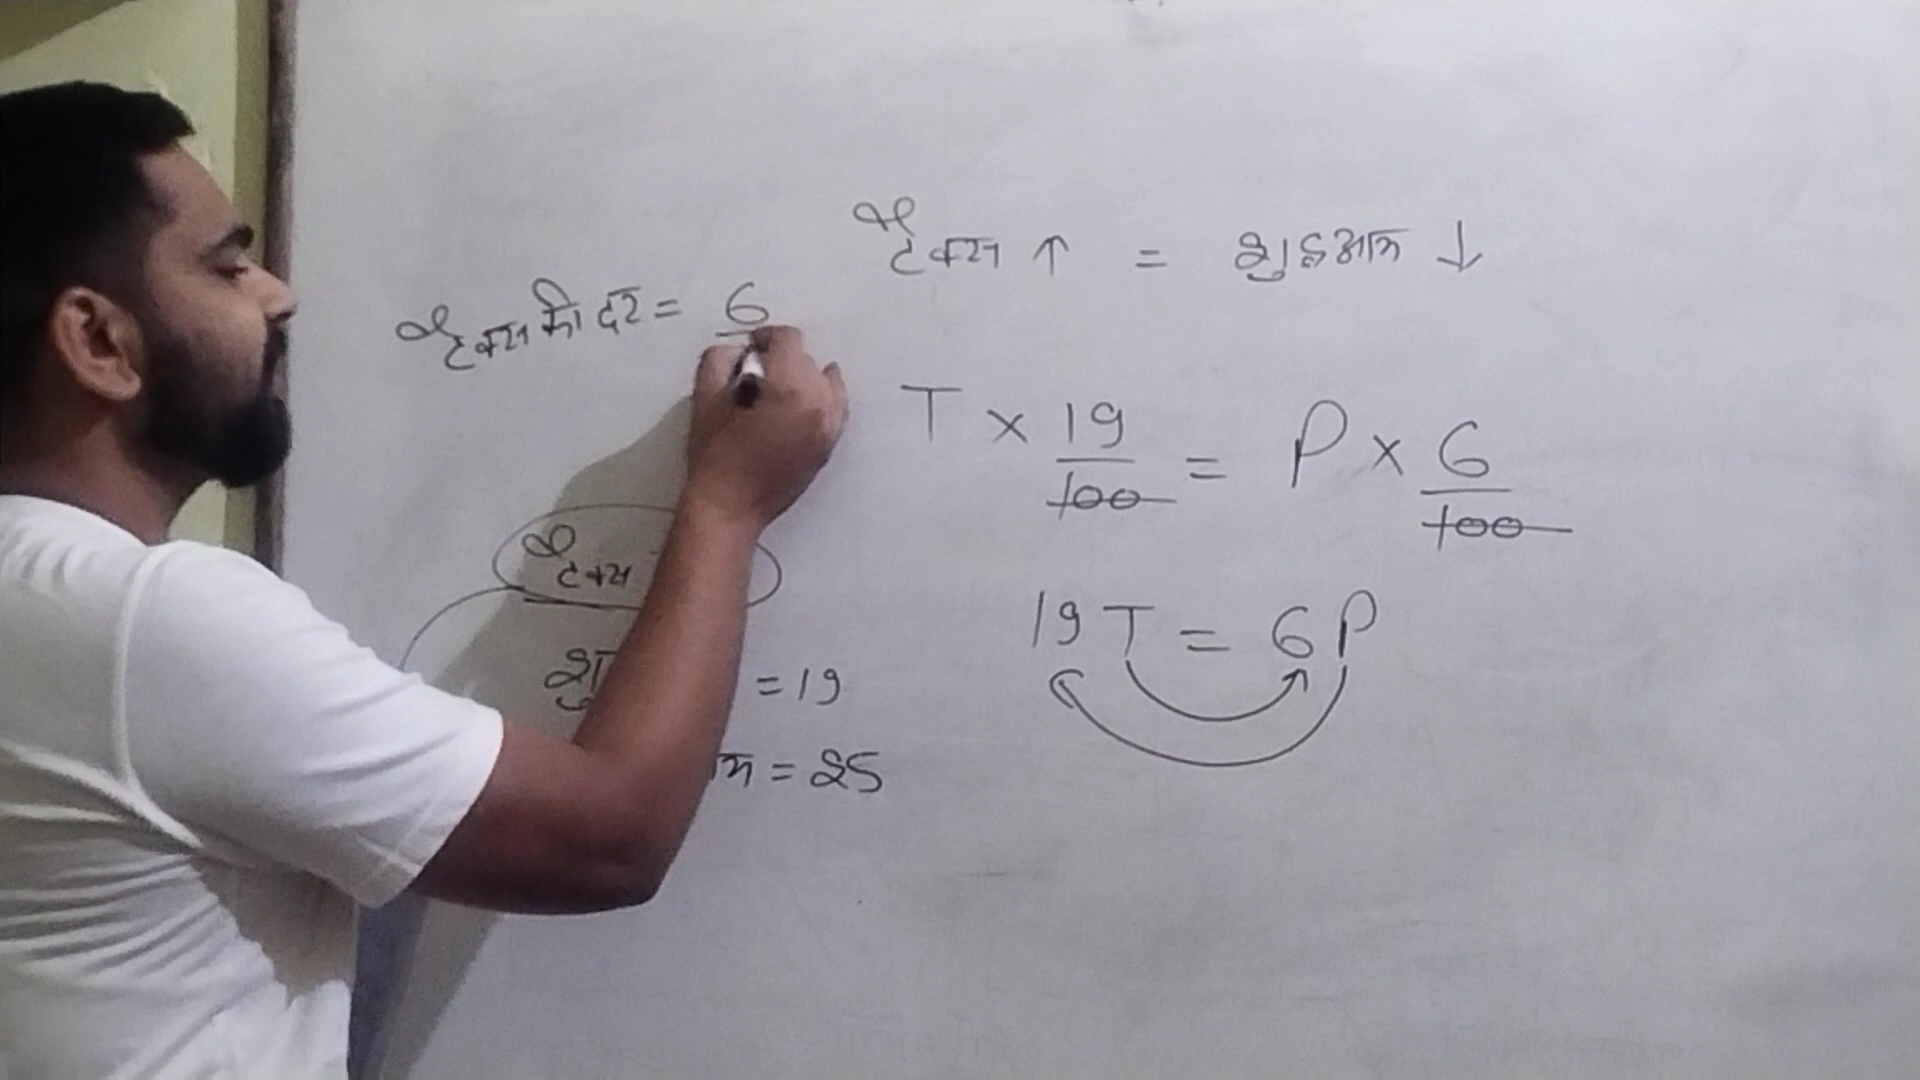 टैक्स ↑ = शुद्धआय ↓
टैक्स की दर = 6
T × 19/100 = P × 6/100
टैक्स
19T = 6P
= 19
= 25